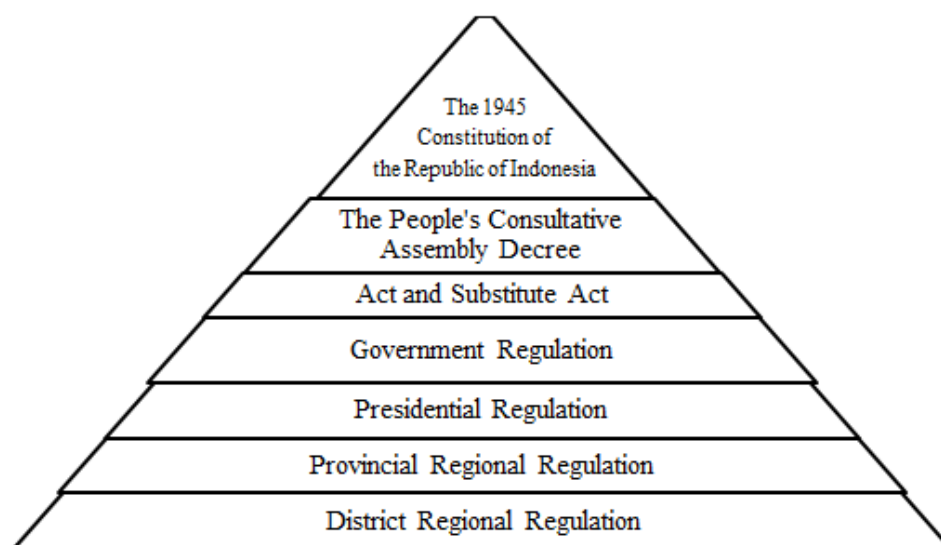 The 1945
Constitution of
the Republic of Indonesia
The People's Consultative
Assembly Decree
Act and Substitute Act
Government Regulation
Presidential Regulation
Provincial Regional Regulation
District Regional Regulation